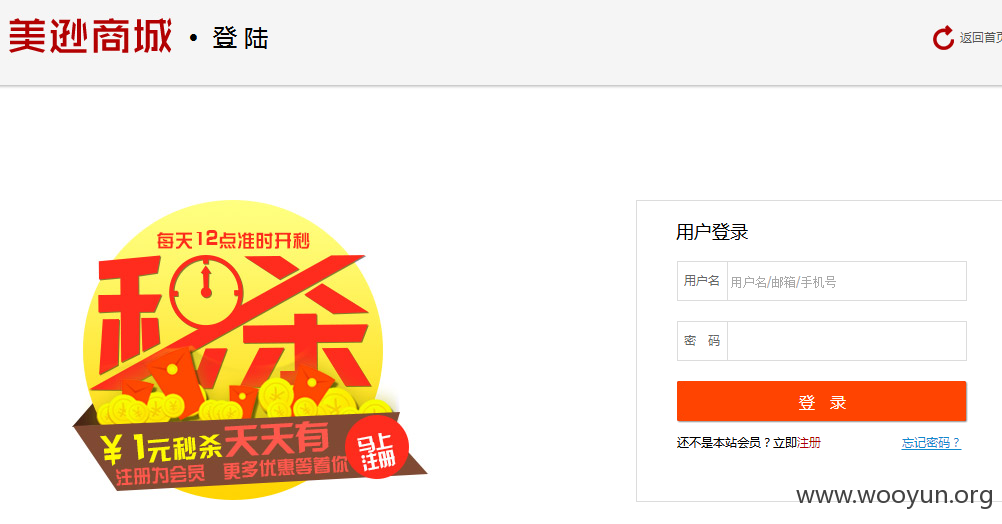 美逊商城 · 登陆
返回首页
每天12点准时开秒
秒杀
¥1元秒杀天天有
注册为会员 更多优惠等着你
马上
注册
用户登录
用户名 用户名/邮箱/手机号
密 码
登 录
还不是本站会员？立即注册 忘记密码？
www.wooyun.org